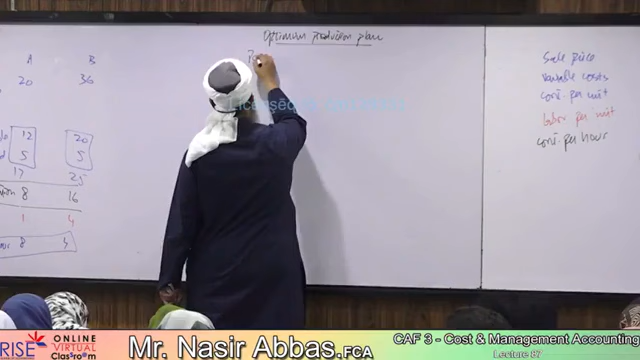 Optimum production plan
A B
20 36
12 20
5 5
17 25
8 16
1 4
8 4
Sale price
Variable costs
cont. per unit
labor per unit
cont. per hour
RISE ONLINE VIRTUAL Classroom
Mr. Nasir Abbas.FCA
CAF 3 - Cost & Management Accounting
Lecture 87